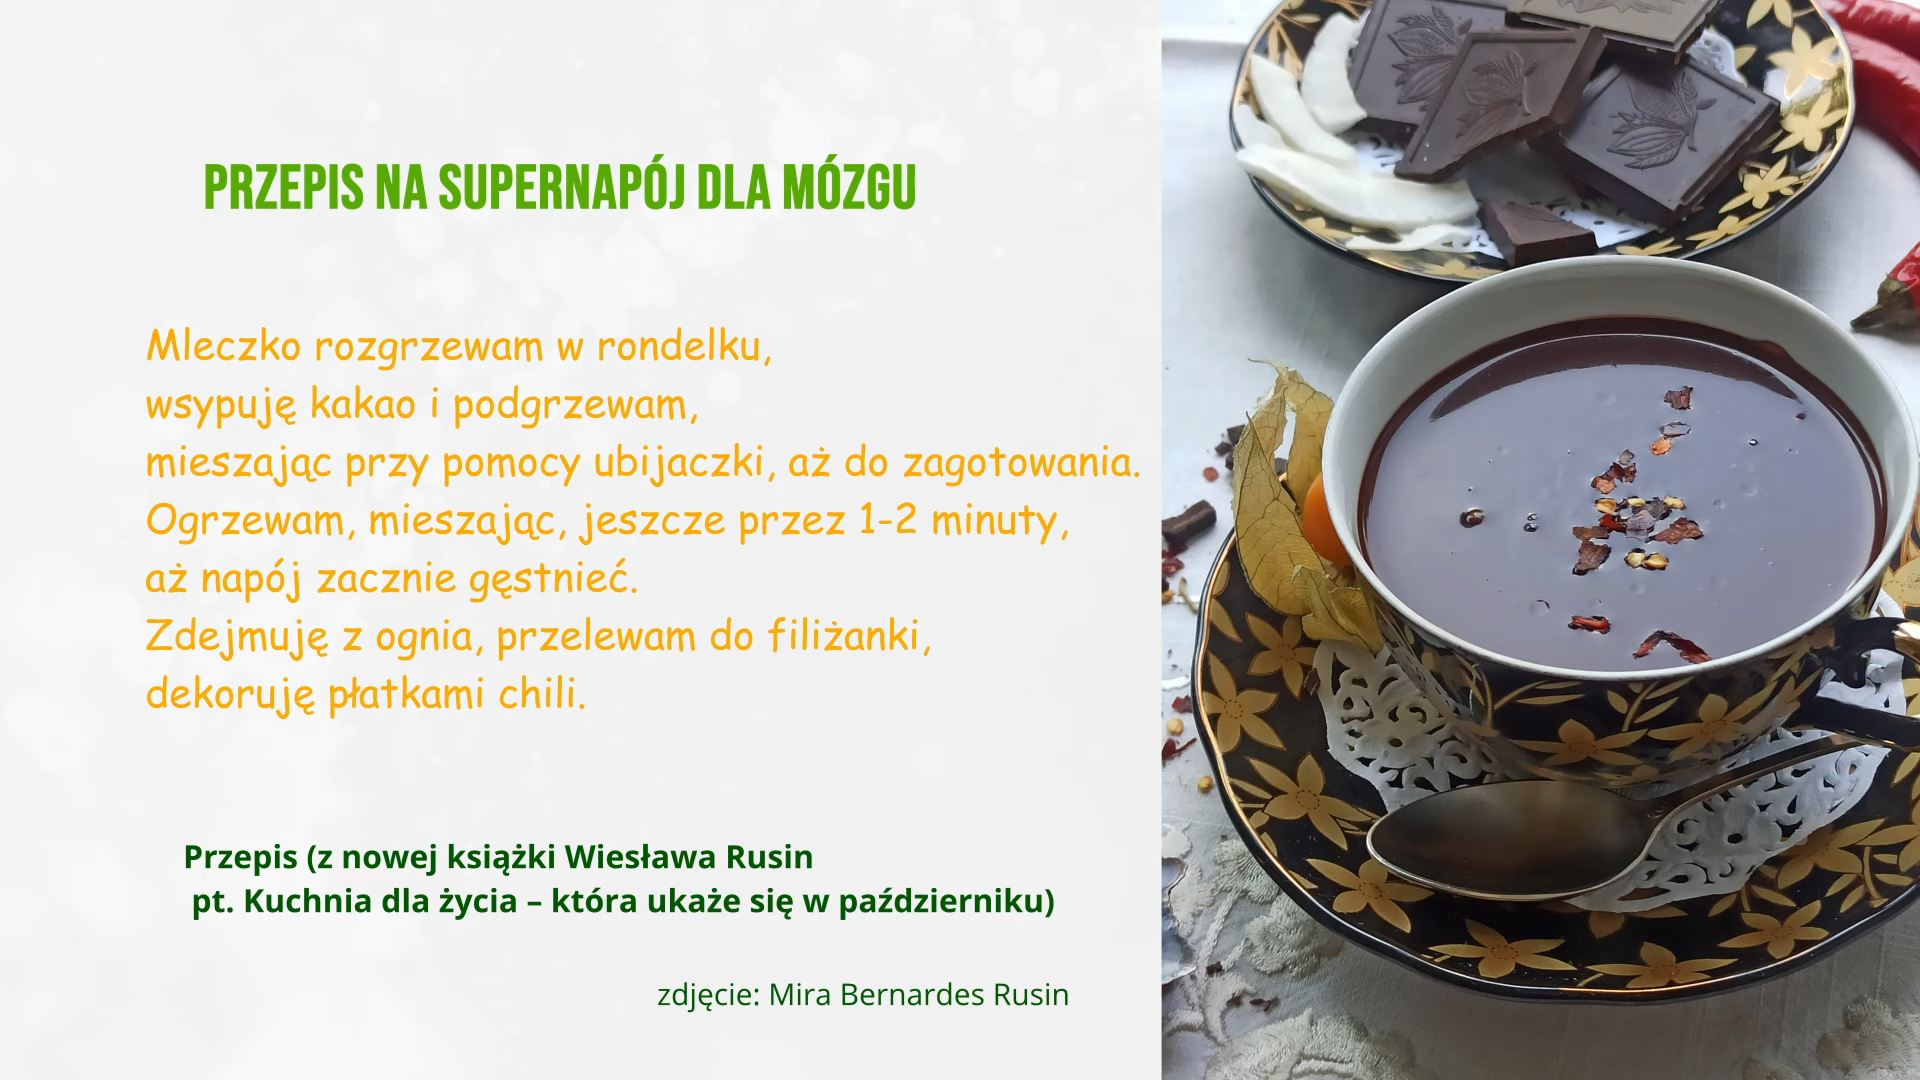 PRZEPIS NA SUPERNAPÓJ DLA MÓZGU
Mleczko rozgrzewam w rondelku,
wsypuję kakao i podgrzewam,
mieszając przy pomocy ubijaczki, aż do zagotowania.
Ogrzewam, mieszając, jeszcze przez 1-2 minuty,
aż napój zacznie gęstnieć.
Zdejmuję z ognia, przelewam do filiżanki,
dekoruję płatkami chili.
Przepis (z nowej książki Wiesława Rusin
pt. Kuchnia dla życia – która ukaże się w październiku)
zdjęcie: Mira Bernardes Rusin